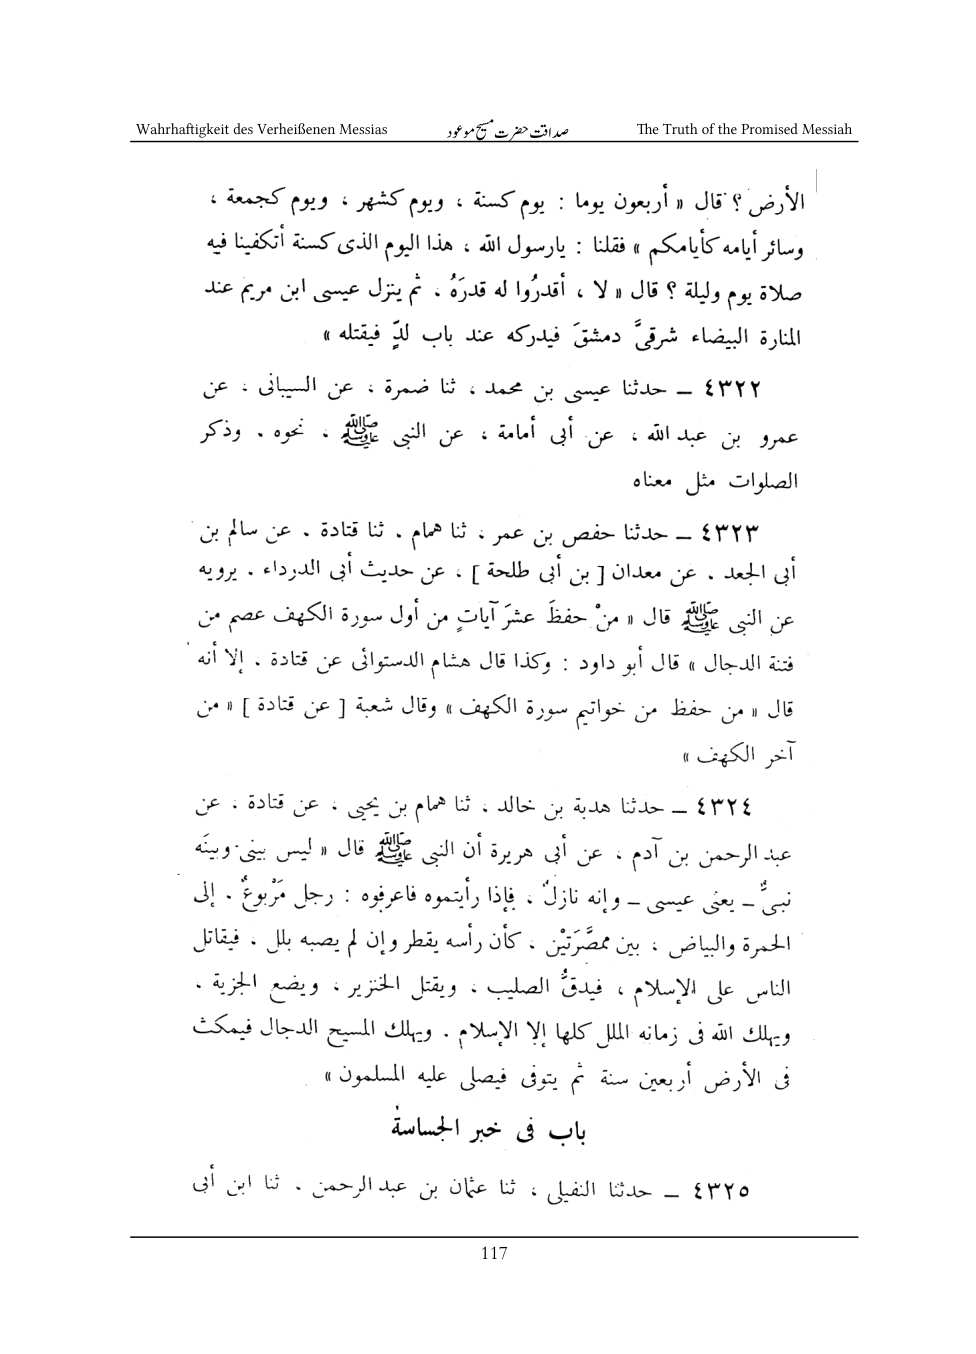 Wahrhaftigkeit des Verheißenen Messias صداقت حضرت مسیح موعود The Truth of the Promised Messiah
الأرض ؟ قال « أربعون يوما : يوم كسنة ، ويوم كشهر ، ويوم كجمعة ،
وسائر أيامه كأيامكم » فقلنا : يارسول الله ، هذا اليوم الذى كسنة أتكفينا فيه
صلاة يوم وليلة ؟ قال « لا ، أقدرُوا له قدرَهُ ، ثم ينزل عيسى ابن مريم عند
المنارة البيضاء شرقىَّ دمشقَ فيدركه عند باب لدٍّ فيقتله »
٤٣٢٢ ــ حدثنا عيسى بن محمد ، ثنا ضمرة ، عن السيبانى ، عن
عمرو بن عبد الله ، عن أبى أمامة ، عن النبى ﷺ ، نحوه ، وذكر
الصلوات مثل معناه
٤٣٢٣ ــ حدثنا حفص بن عمر ، ثنا همام ، ثنا قتادة ، عن سالم بن
أبى الجعد ، عن معدان [ بن أبى طلحة ] ، عن حديث أبى الدرداء ، يرويه
عن النبى ﷺ قال « منْ حفظَ عشرَ آياتٍ من أول سورة الكهف عصم من
فتنة الدجال » قال أبو داود : وكذا قال هشام الدستوائى عن قتادة ، إلا أنه
قال « من حفظ من خواتيم سورة الكهف » وقال شعبة [ عن قتادة ] « من
آخر الكهف »
٤٣٢٤ ــ حدثنا هدبة بن خالد ، ثنا همام بن يحيى ، عن قتادة ، عن
عبد الرحمن بن آدم ، عن أبى هريرة أن النبى ﷺ قال « ليس بينى وبينَه
نبىٌّ ــ يعنى عيسى ــ وإنه نازلٌ ، فإذا رأيتموه فاعرفوه : رجل مَرْبوعٌ ، إلى
الحمرة والبياض ، بين ممصَّرَتَيْن ، كأن رأسه يقطر وإن لم يصبه بلل ، فيقاتل
الناس على الإسلام ، فيدقُّ الصليب ، ويقتل الخنزير ، ويضع الجزية ،
ويهلك الله فى زمانه الملل كلها إلا الإسلام ، ويهلك المسيح الدجال فيمكث
فى الأرض أربعين سنة ثم يتوفى فيصلى عليه المسلمون »
باب فى خبر الجساسة
٤٣٢٥ ــ حدثنا النفيلى ، ثنا عثمان بن عبد الرحمن ، ثنا ابن أبى
117